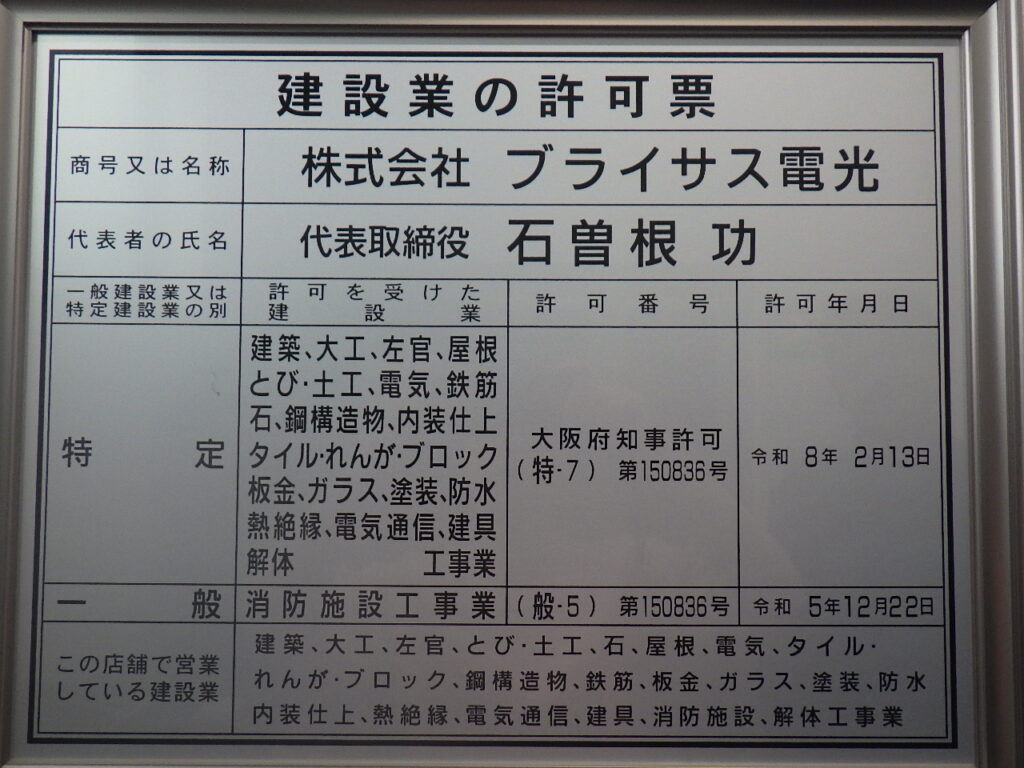 建設業の許可票
商号又は名称 株式会社 ブライサス電光
代表者の氏名 代表取締役 石曽根 功
一般建設業又は
特定建設業の別
許可を受けた
建設業
許可番号
許可年月日
特定
建築、大工、左官、屋根
とび・土工、電気、鉄筋
石、鋼構造物、内装仕上
タイル・れんが・ブロック
板金、ガラス、塗装、防水
熱絶縁、電気通信、建具
解体 工事業
大阪府知事許可
(特-7) 第150836号
令和 8年 2月13日
一般 消防施設工事業 (般-5) 第150836号 令和 5年12月22日
この店舗で営業
している建設業
建築、大工、左官、とび・土工、石、屋根、電気、タイル・
れんが・ブロック、鋼構造物、鉄筋、板金、ガラス、塗装、防水
内装仕上、熱絶縁、電気通信、建具、消防施設、解体工事業